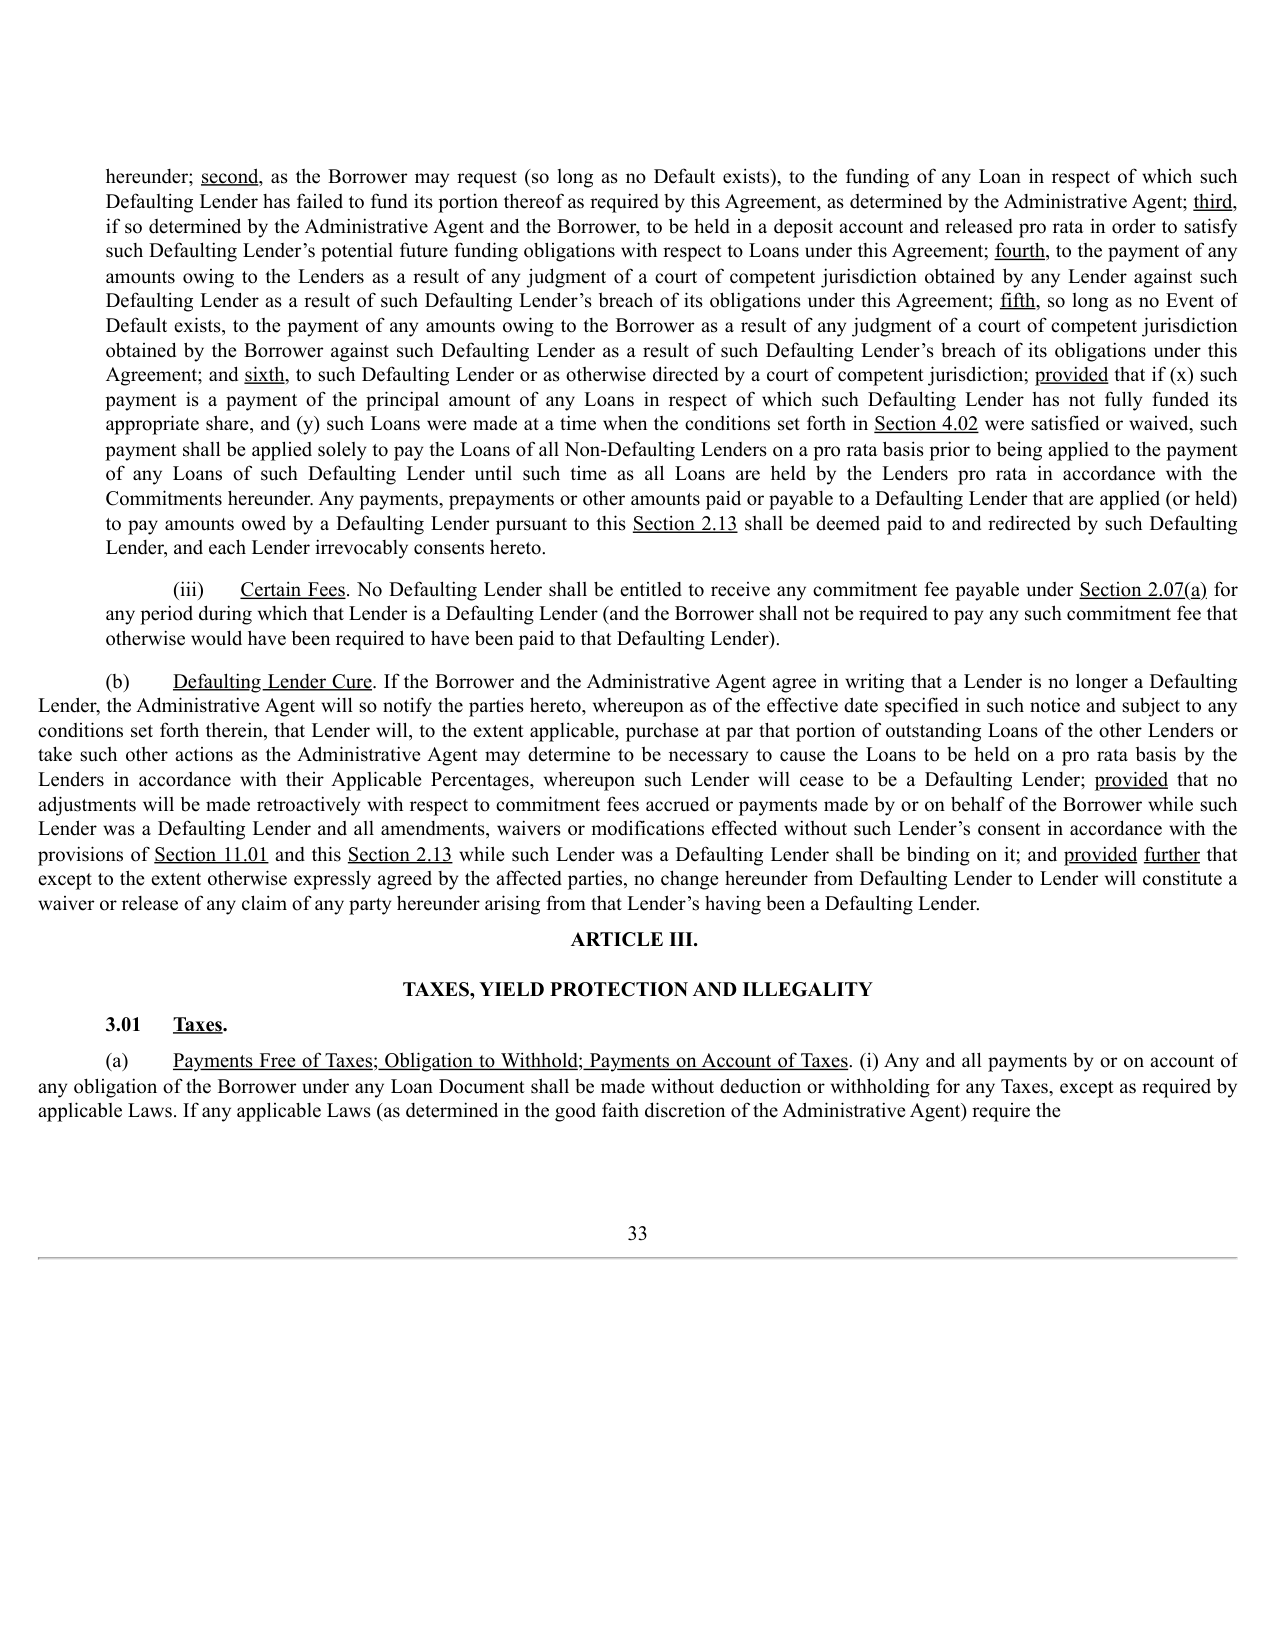 hereunder; second, as the Borrower may request (so long as no Default exists), to the funding of any Loan in respect of which such
Defaulting Lender has failed to fund its portion thereof as required by this Agreement, as determined by the Administrative Agent; third,
if so determined by the Administrative Agent and the Borrower, to be held in a deposit account and released pro rata in order to satisfy
such Defaulting Lender’s potential future funding obligations with respect to Loans under this Agreement; fourth, to the payment of any
amounts owing to the Lenders as a result of any judgment of a court of competent jurisdiction obtained by any Lender against such
Defaulting Lender as a result of such Defaulting Lender’s breach of its obligations under this Agreement; fifth, so long as no Event of
Default exists, to the payment of any amounts owing to the Borrower as a result of any judgment of a court of competent jurisdiction
obtained by the Borrower against such Defaulting Lender as a result of such Defaulting Lender’s breach of its obligations under this
Agreement; and sixth, to such Defaulting Lender or as otherwise directed by a court of competent jurisdiction; provided that if (x) such
payment is a payment of the principal amount of any Loans in respect of which such Defaulting Lender has not fully funded its
appropriate share, and (y) such Loans were made at a time when the conditions set forth in Section 4.02 were satisfied or waived, such
payment shall be applied solely to pay the Loans of all Non-Defaulting Lenders on a pro rata basis prior to being applied to the payment
of any Loans of such Defaulting Lender until such time as all Loans are held by the Lenders pro rata in accordance with the
Commitments hereunder. Any payments, prepayments or other amounts paid or payable to a Defaulting Lender that are applied (or held)
to pay amounts owed by a Defaulting Lender pursuant to this Section 2.13 shall be deemed paid to and redirected by such Defaulting
Lender, and each Lender irrevocably consents hereto.
(iii) Certain Fees. No Defaulting Lender shall be entitled to receive any commitment fee payable under Section 2.07(a) for
any period during which that Lender is a Defaulting Lender (and the Borrower shall not be required to pay any such commitment fee that
otherwise would have been required to have been paid to that Defaulting Lender).
(b) Defaulting Lender Cure. If the Borrower and the Administrative Agent agree in writing that a Lender is no longer a Defaulting
Lender, the Administrative Agent will so notify the parties hereto, whereupon as of the effective date specified in such notice and subject to any
conditions set forth therein, that Lender will, to the extent applicable, purchase at par that portion of outstanding Loans of the other Lenders or
take such other actions as the Administrative Agent may determine to be necessary to cause the Loans to be held on a pro rata basis by the
Lenders in accordance with their Applicable Percentages, whereupon such Lender will cease to be a Defaulting Lender; provided that no
adjustments will be made retroactively with respect to commitment fees accrued or payments made by or on behalf of the Borrower while such
Lender was a Defaulting Lender and all amendments, waivers or modifications effected without such Lender’s consent in accordance with the
provisions of Section 11.01 and this Section 2.13 while such Lender was a Defaulting Lender shall be binding on it; and provided further that
except to the extent otherwise expressly agreed by the affected parties, no change hereunder from Defaulting Lender to Lender will constitute a
waiver or release of any claim of any party hereunder arising from that Lender’s having been a Defaulting Lender.
ARTICLE III.
TAXES, YIELD PROTECTION AND ILLEGALITY
3.01 Taxes.
(a) Payments Free of Taxes; Obligation to Withhold; Payments on Account of Taxes. (i) Any and all payments by or on account of
any obligation of the Borrower under any Loan Document shall be made without deduction or withholding for any Taxes, except as required by
applicable Laws. If any applicable Laws (as determined in the good faith discretion of the Administrative Agent) require the
33